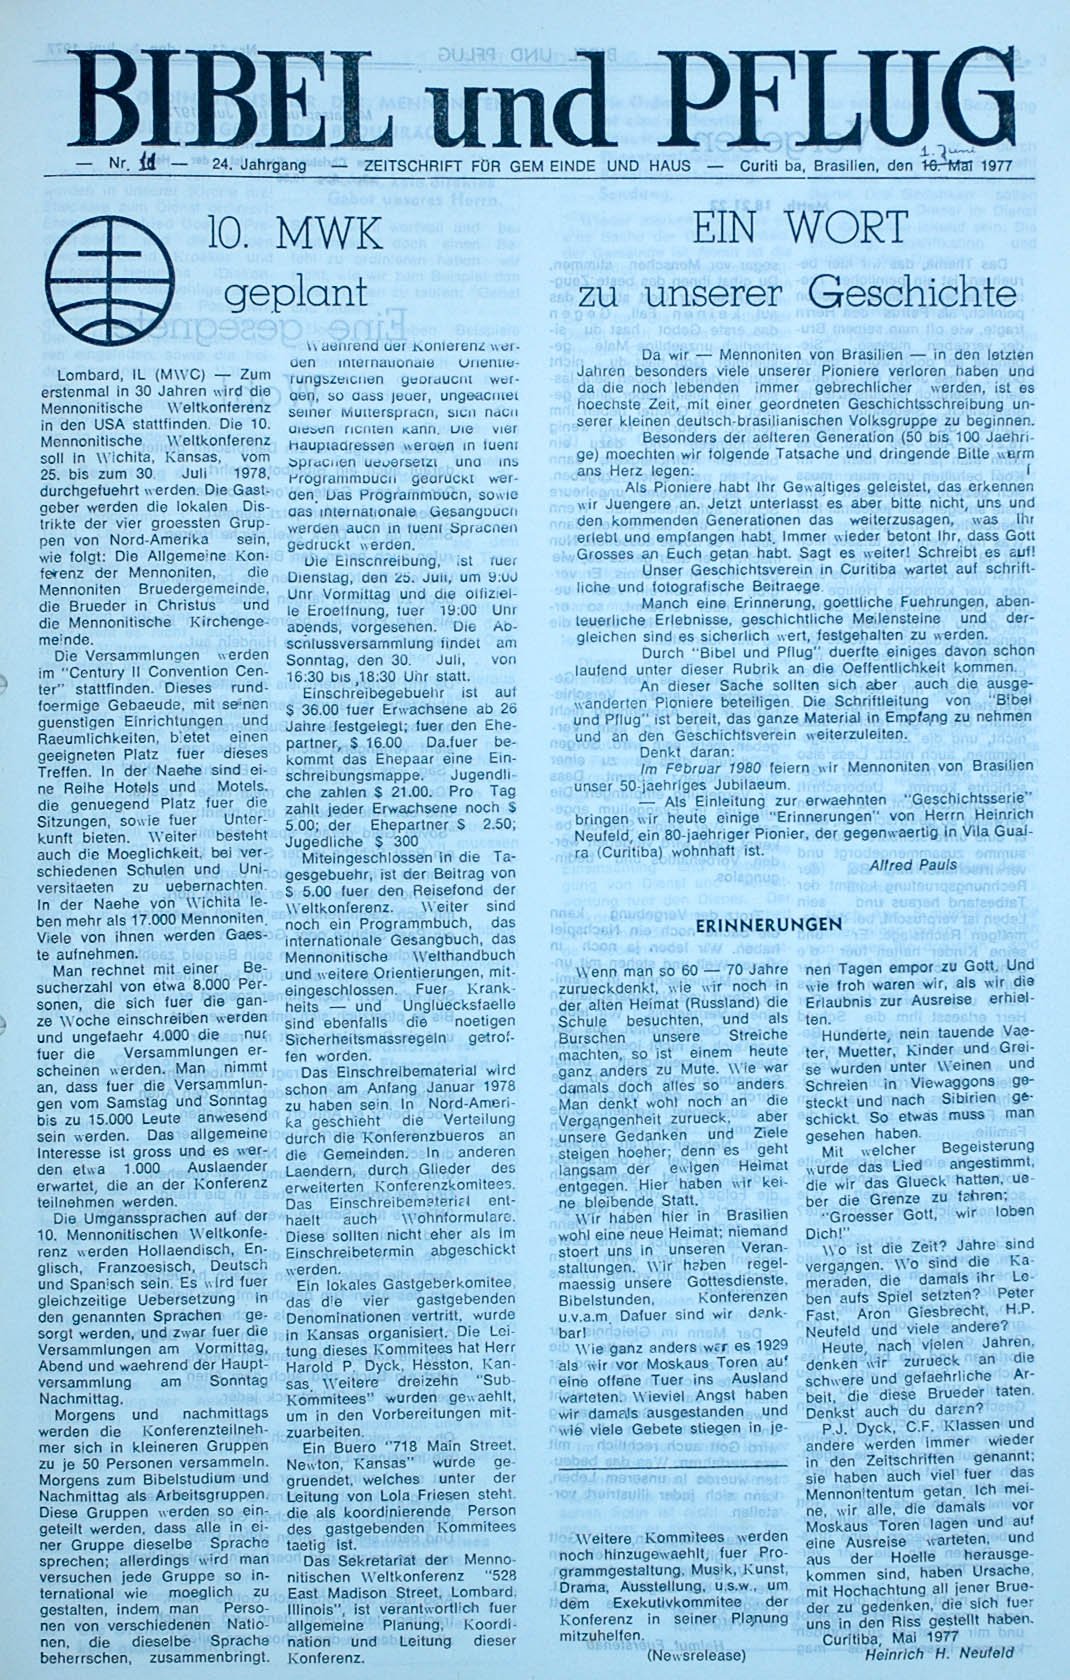 BIBEL und PFLUG
— Nr. 11 — 24. Jahrgang — ZEITSCHRIFT FÜR GEMEINDE UND HAUS — Curitiba, Brasilien, den 1. Juni 1977
10. MWK
geplant
Lombard, IL (MWC) — Zum
erstenmal in 30 Jahren wird die
Mennonitische Weltkonferenz
in den USA stattfinden. Die 10.
Mennonitische Weltkonferenz
soll in Wichita, Kansas, vom
25. bis zum 30. Juli 1978,
durchgefuehrt werden. Die Gast-
geber werden die lokalen Dis-
trikte der vier groessten Grup-
pen von Nord-Amerika sein,
wie folgt: Die Allgemeine Kon-
ferenz der Mennoniten, die
Mennoniten Bruedergemeinde,
die Brueder in Christus und
die Mennonitische Kirchenge-
meinde.
Die Versammlungen werden
im "Century II Convention Cen-
ter" stattfinden. Dieses rund-
foermige Gebaeude, mit seinen
guenstigen Einrichtungen und
Raeumlichkeiten, bietet einen
geeigneten Platz fuer dieses
Treffen. In der Naehe sind ei-
ne Reihe Hotels und Motels,
die genuegend Platz fuer die
Sitzungen, sowie fuer Unter-
kunft bieten. Weiter besteht
auch die Moeglichkeit, bei ver-
schiedenen Schulen und Uni-
versitaeten zu uebernachten.
In der Naehe von Wichita le-
ben mehr als 17.000 Mennoniten.
Viele von ihnen werden Gaes-
te aufnehmen.
Man rechnet mit einer Be-
sucherzahl von etwa 8.000 Per-
sonen, die sich fuer die gan-
ze Woche einschreiben werden
und ungefaehr 4.000 die nur
fuer die Versammlungen er-
scheinen werden. Man nimmt
an, dass fuer die Versammlun-
gen vom Samstag und Sonntag
bis zu 15.000 Leute anwesend
sein werden. Das allgemeine
Interesse ist gross und es wer-
den etwa 1.000 Auslaender
erwartet, die an der Konferenz
teilnehmen werden.
Die Umganssprachen auf der
10. Mennonitischen Weltkonfe-
renz werden Hollaendisch, En-
glisch, Franzoesisch, Deutsch
und Spanisch sein. Es wird fuer
gleichzeitige Uebersetzung in
den genannten Sprachen ge-
sorgt werden, und zwar fuer die
Versammlungen am Vormittag,
Abend und waehrend der Haupt-
versammlung am Sonntag
Nachmittag.
Morgens und nachmittags
werden die Konferenzteilneh-
mer sich in kleineren Gruppen
zu je 50 Personen versammeln.
Morgens zum Bibelstudium und
Nachmittag als Arbeitsgruppen.
Diese Gruppen werden so ein-
geteilt werden, dass alle in ei-
ner Gruppe dieselbe Sprache
sprechen; allerdings wird man
versuchen jede Gruppe so in-
ternational wie moeglich zu
gestalten, indem man Perso-
nen von verschiedenen Natio-
nen, die dieselbe Sprache
beherrschen, zusammenbringt.
Waehrend der Konferenz wer-
den internationale Orientie-
rungszeichen gebraucht wer-
den, so dass jeder, ungeachtet
seiner Muttersprach, sich nach
diesen richten kann. Die vier
Hauptadressen werden in fuenf
Sprachen uebersetzt und ins
Programmbuch gedruckt wer-
den. Das Programmbuch, sowie
das internationale Gesangbuch
werden auch in fuenf Sprachen
gedruckt werden.
Die Einschreibung, ist fuer
Dienstag, den 25. Juli, um 9:00
Uhr Vormittag und die offiziel-
le Eroeffnung, fuer 19:00 Uhr
abends, vorgesehen. Die Ab-
schlussversammlung findet am
Sonntag, den 30. Juli, von
16:30 bis 18:30 Uhr statt.
Einschreibegebuehr ist auf
$ 36.00 fuer Erwachsene ab 26
Jahre festgelegt; fuer den Ehe-
partner, $ 16.00 Da.fuer be-
kommt das Ehepaar eine Ein-
schreibungsmappe. Jugendli-
che zahlen $ 21.00. Pro Tag
zahlt jeder Erwachsene noch $
5.00; der Ehepartner $ 2.50;
Jugedliche $ 300
Miteingeschlossen in die Ta-
gesgebuehr, ist der Beitrag von
$ 5.00 fuer den Reisefond der
Weltkonferenz. Weiter sind
noch ein Programmbuch, das
internationale Gesangbuch, das
Mennonitische Welthandbuch
und weitere Orientierungen, mit-
eingeschlossen. Fuer Krank-
heits — und Ungluecksfaelle
sind ebenfalls die noetigen
Sicherheitsmassregeln getrof-
fen worden.
Das Einschreibematerial wird
schon am Anfang Januar 1978
zu haben sein. In Nord-Ameri-
ka geschieht die Verteilung
durch die Konferenzbueros an
die Gemeinden. In anderen
Laendern, durch Glieder des
erweiterten Konferenzkomitees.
Das Einschreibematerial ent-
haelt auch Wohnformulare.
Diese sollten nicht eher als im
Einschreibetermin abgeschickt
werden.
Ein lokales Gastgeberkomitee,
das die vier gastgebenden
Denominationen vertritt, wurde
in Kansas organisiert. Die Lei-
tung dieses Kommitees hat Herr
Harold P. Dyck, Hesston, Kan-
sas. Weitere dreizehn "Sub-
Kommitees" wurden gewaehlt,
um in den Vorbereitungen mit-
zuarbeiten.
Ein Buero "718 Main Street,
Newton, Kansas" wurde ge-
gruendet, welches unter der
Leitung von Lola Friesen steht,
die als koordinierende Person
des gastgebenden Kommitees
taetig ist.
Das Sekretariat der Menno-
nitischen Weltkonferenz "528
East Madison Street, Lombard,
Illinois", ist verantwortlich fuer
allgemeine Planung, Koordi-
nation und Leitung dieser
Konferenz.
EIN WORT
zu unserer Geschichte
Da wir — Mennoniten von Brasilien — in den letzten
Jahren besonders viele unserer Pioniere verloren haben und
da die noch lebenden immer gebrechlicher werden, ist es
hoechste Zeit, mit einer geordneten Geschichtsschreibung un-
serer kleinen deutsch-brasilianischen Volksgruppe zu beginnen.
Besonders der aelteren Generation (50 bis 100 Jaehri-
ge) moechten wir folgende Tatsache und dringende Bitte warm
ans Herz legen:
Als Pioniere habt Ihr Gewaltiges geleistet, das erkennen
wir Juengere an. Jetzt unterlasst es aber bitte nicht, uns und
den kommenden Generationen das weiterzusagen, was Ihr
erlebt und empfangen habt. Immer wieder betont Ihr, dass Gott
Grosses an Euch getan habt. Sagt es weiter! Schreibt es auf!
Unser Geschichtsverein in Curitiba wartet auf schrift-
liche und fotografische Beitraege.
Manch eine Erinnerung, goettliche Fuehrungen, aben-
teuerliche Erlebnisse, geschichtliche Meilensteine und der-
gleichen sind es sicherlich wert, festgehalten zu werden.
Durch "Bibel und Pflug" duerfte einiges davon schon
laufend unter dieser Rubrik an die Oeffentlichkeit kommen.
An dieser Sache sollten sich aber auch die ausge-
wanderten Pioniere beteiligen. Die Schriftleitung von "Bibel
und Pflug" ist bereit, das ganze Material in Empfang zu nehmen
und an den Geschichtsverein weiterzuleiten.
Denkt daran:
Im Februar 1980 feiern wir Mennoniten von Brasilien
unser 50-jaehriges Jubilaeum.
— Als Einleitung zur erwaehnten "Geschichtsserie"
bringen wir heute einige "Erinnerungen" von Herrn Heinrich
Neufeld, ein 80-jaehriger Pionier, der gegenwaertig in Vila Guai-
ra (Curitiba) wohnhaft ist.
Alfred Pauls
ERINNERUNGEN
Wenn man so 60 — 70 Jahre
zurueckdenkt, wie wir noch in
der alten Heimat (Russland) die
Schule besuchten, und als
Burschen unsere Streiche
machten, so ist einem heute
ganz anders zu Mute. Wie war
damals doch alles so anders.
Man denkt wohl noch an die
Vergangenheit zurueck, aber
unsere Gedanken und Ziele
steigen hoeher; denn es geht
langsam der ewigen Heimat
entgegen. Hier haben wir kei-
ne bleibende Statt.
Wir haben hier in Brasilien
wohl eine neue Heimat; niemand
stoert uns in unseren Veran-
staltungen. Wir haben regel-
maessig unsere Gottesdienste,
Bibelstunden, Konferenzen
u.v.a.m. Dafuer sind wir denk-
bar!
Wie ganz anders war es 1929
als wir vor Moskaus Toren auf
eine offene Tuer ins Ausland
warteten. Wieviel Angst haben
wir damals ausgestanden und
wie viele Gebete stiegen in je-
nen Tagen empor zu Gott. Und
wie froh waren wir, als wir die
Erlaubnis zur Ausreise erhiel-
ten.
Hunderte, nein tauende Vae-
ter, Muetter, Kinder und Grei-
se wurden unter Weinen und
Schreien in Viewaggons ge-
steckt und nach Sibirien ge-
schickt. So etwas muss man
gesehen haben.
Mit welcher Begeisterung
wurde das Lied angestimmt,
die wir das Glueck hatten, ue-
ber die Grenze zu fahren:
"Groesser Gott, wir loben
Dich!"
Wo ist die Zeit? Jahre sind
vergangen. Wo sind die Ka-
meraden, die damals ihr Le-
ben aufs Spiel setzten? Peter
Fast, Aron Giesbrecht, H.P.
Neufeld und viele andere?
Heute, nach vielen Jahren,
denken wir zurueck an die
schwere und gefaehrliche Ar-
beit, die diese Brueder taten.
Denkst auch du daran?
P.J. Dyck, C.F. Klassen und
andere werden immer wieder
in den Zeitschriften genannt;
sie haben auch viel fuer das
Mennonitentum getan. Ich mei-
ne, wir alle, die damals vor
Moskaus Toren lagen und auf
eine Ausreise warteten, und
aus der Hoelle herausge-
kommen sind, haben Ursache,
mit Hochachtung all jener Brue-
der zu gedenken, die sich fuer
uns in den Riss gestellt haben.
Curitiba, Mai 1977
Heinrich H. Neufeld
Weitere Kommitees werden
noch hinzugewaehlt, fuer Pro-
grammgestaltung, Musik, Kunst,
Drama, Ausstellung, u.s.w., um
dem Exekutivkommitee der
Konferenz in seiner Planung
mitzuhelfen.
(Newsrelease)